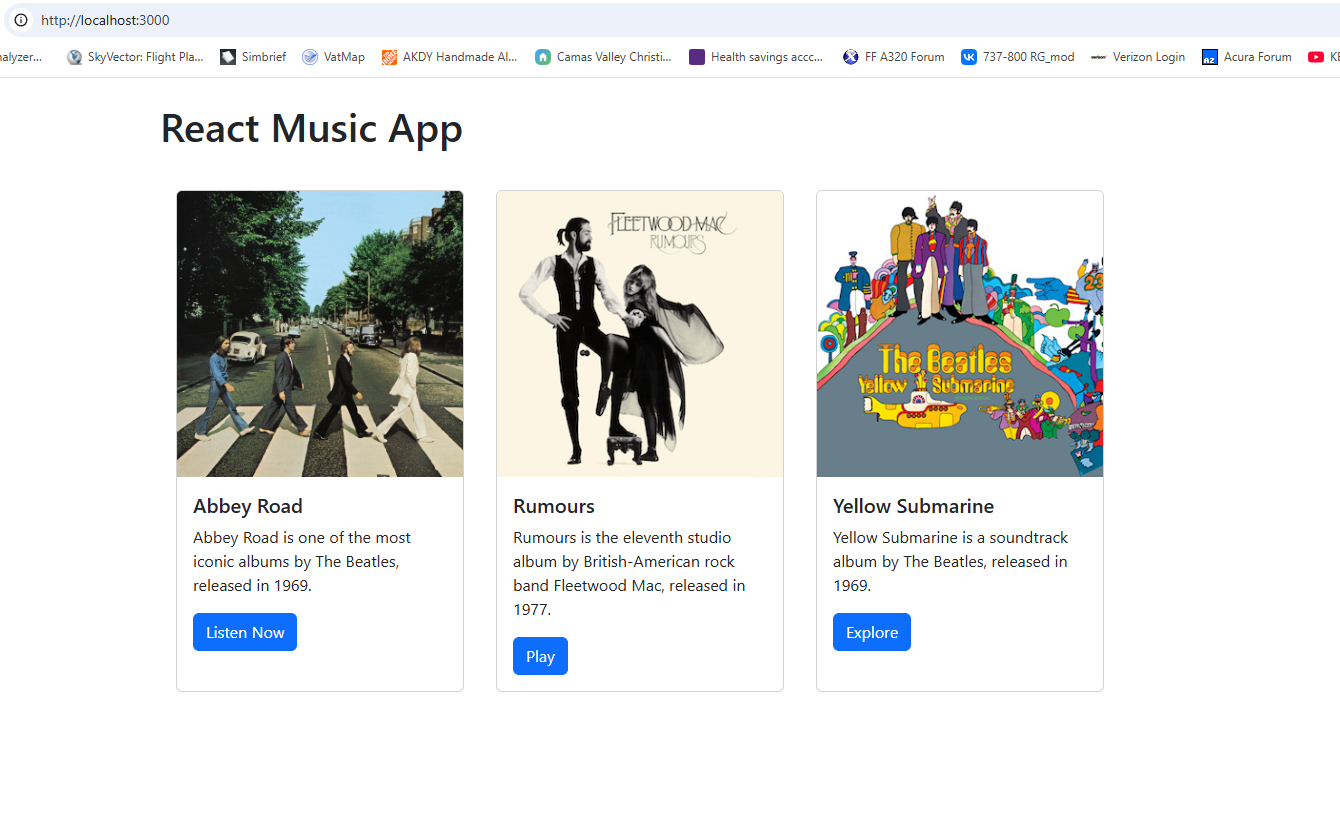 http://localhost:3000
nalyzer...
SkyVector: Flight Pla...
Simbrief
VatMap
AKDY Handmade Al...
Camas Valley Christi...
Health savings accc...
FF A320 Forum
737-800 RG_mod
verizon
Verizon Login
AZ
Acura Forum
React Music App
FLEETWOOD MAC
RUMOURS
The Beatles
Yellow Submarine
Abbey Road
Abbey Road is one of the most
iconic albums by The Beatles,
released in 1969.
Listen Now
Rumours
Rumours is the eleventh studio
album by British-American rock
band Fleetwood Mac, released in
1977.
Play
Yellow Submarine
Yellow Submarine is a soundtrack
album by The Beatles, released in
1969.
Explore